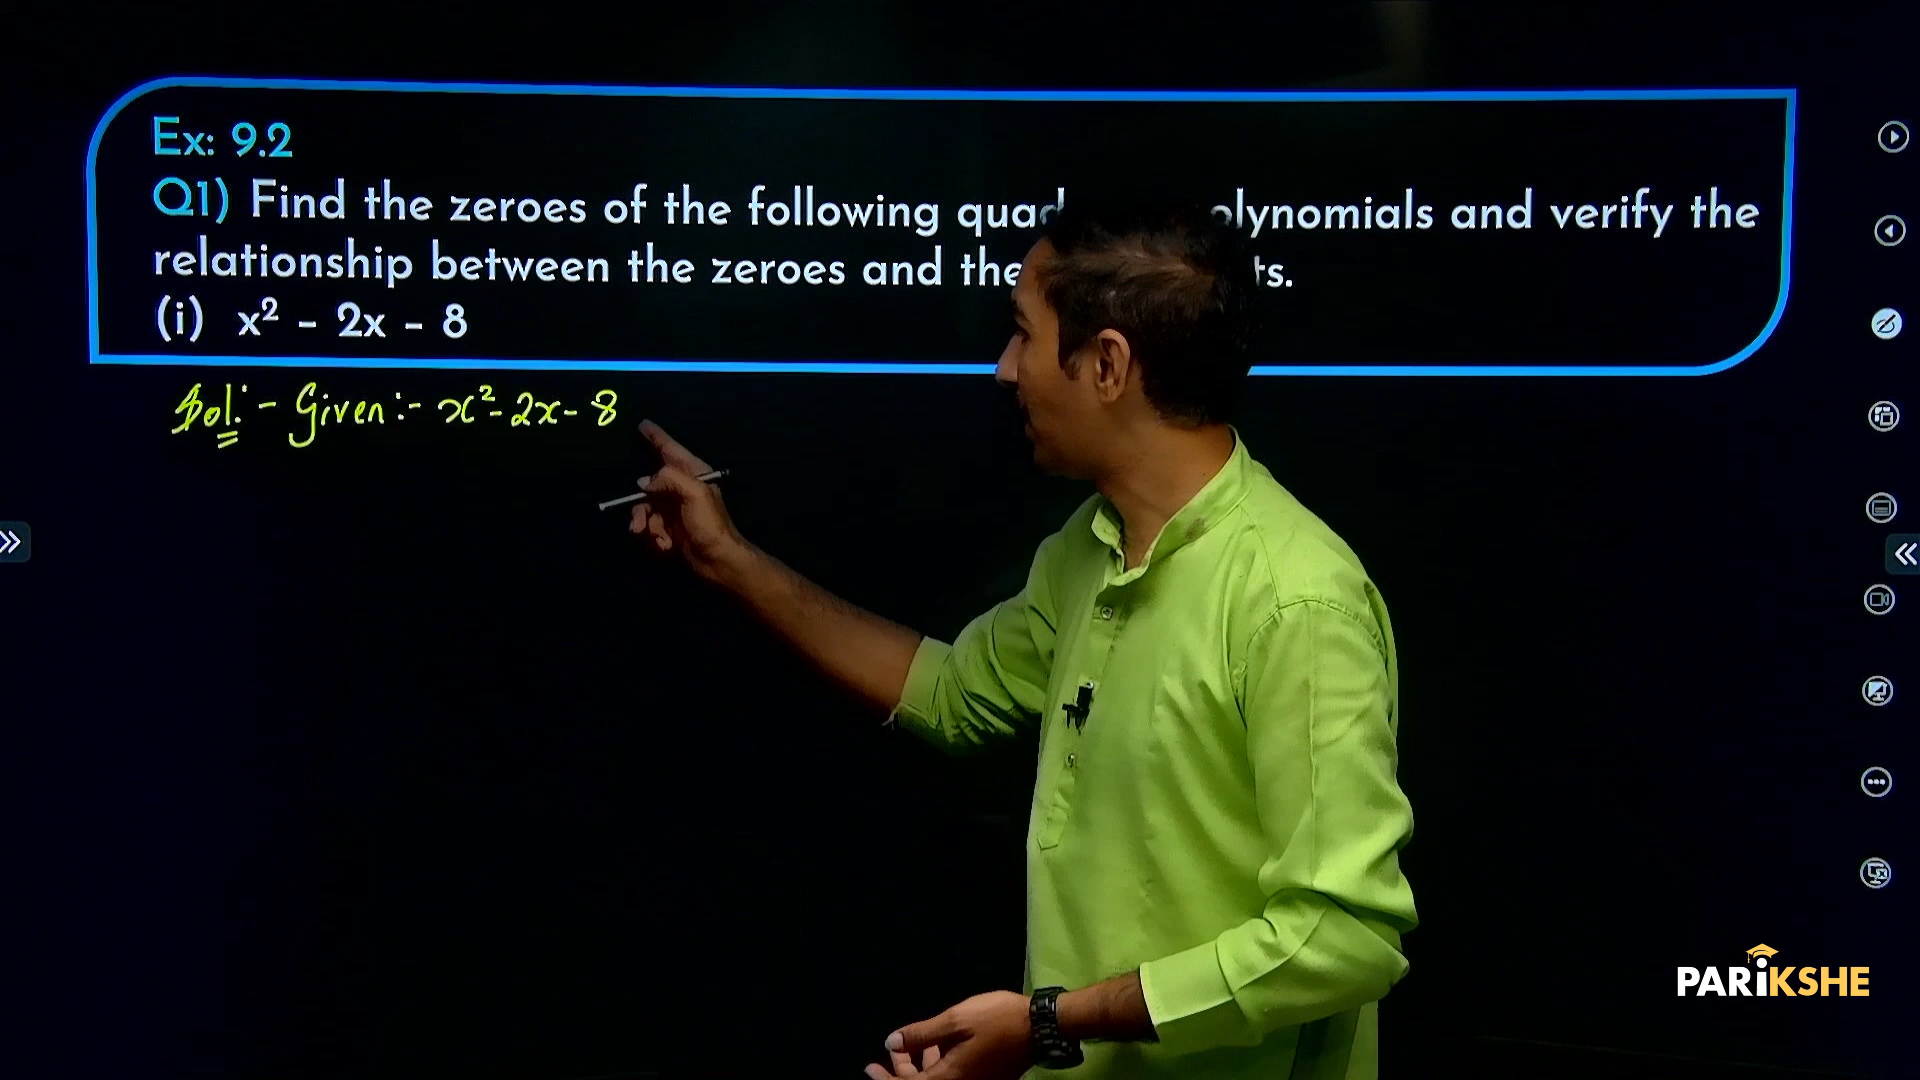 Ex: 9.2
Q1) Find the zeroes of the following quad olynomials and verify the
relationship between the zeroes and the ts.
(i) x² - 2x - 8
Sol:- Given:- x²-2x-8
PARiKSHE